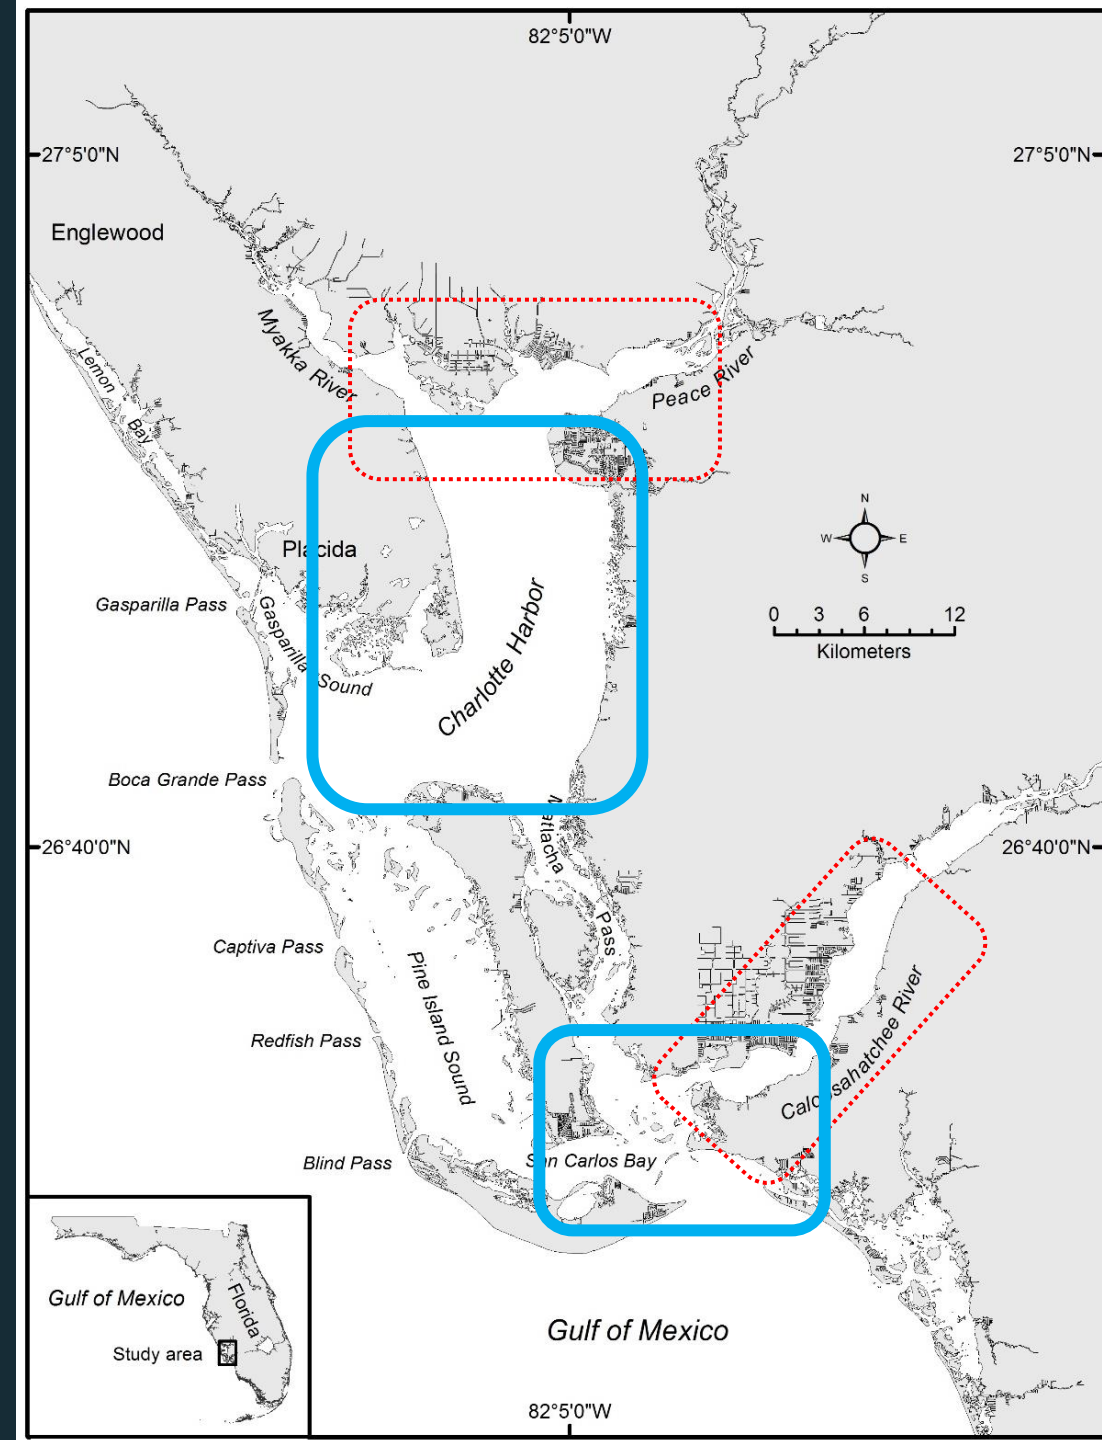 82°5'0"W
27°5'0"N
27°5'0"N
Englewood
Myakka River
Lemon
Bay
Peace River
N
W
E
S
Placida
Gasparilla Pass
Gasparilla Sound
0 3 6 12
Kilometers
Charlotte Harbor
Boca Grande Pass
Matlacha
Pass
26°40'0"N
26°40'0"N
Captiva Pass
Pine Island Sound
Redfish Pass
Caloosahatchee River
Blind Pass
San Carlos Bay
Gulf of Mexico
Florida
Study area
Gulf of Mexico
82°5'0"W